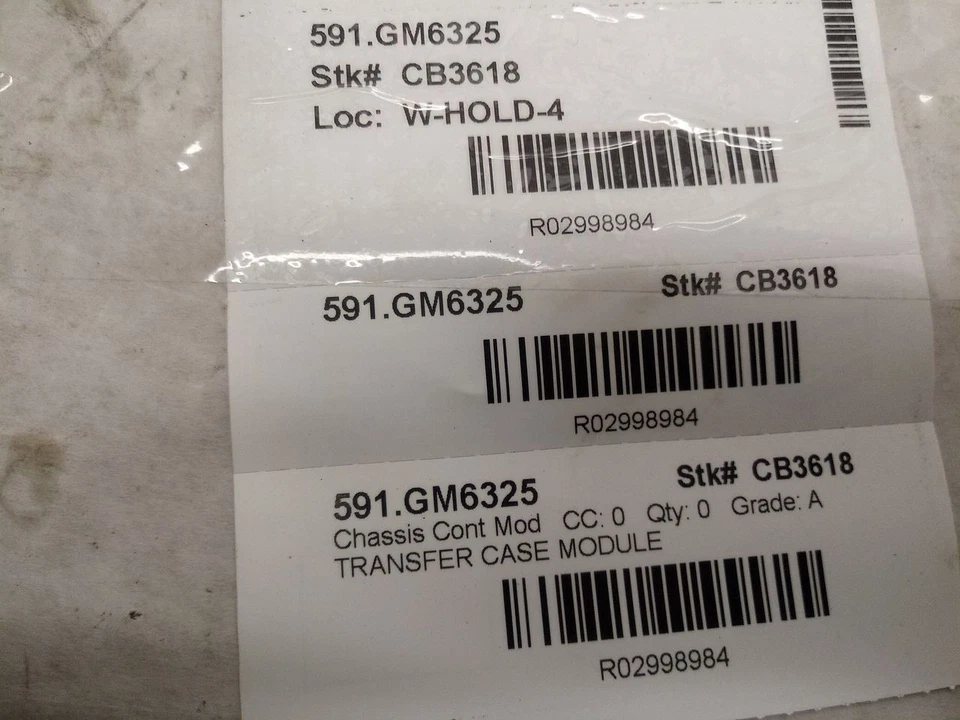 591.GM6325
Stk# CB3618
Loc: W-HOLD-4
R02998984
591.GM6325 Stk# CB3618
R02998984
591.GM6325 Stk# CB3618
Chassis Cont Mod CC: 0 Qty: 0 Grade: A
TRANSFER CASE MODULE
R02998984